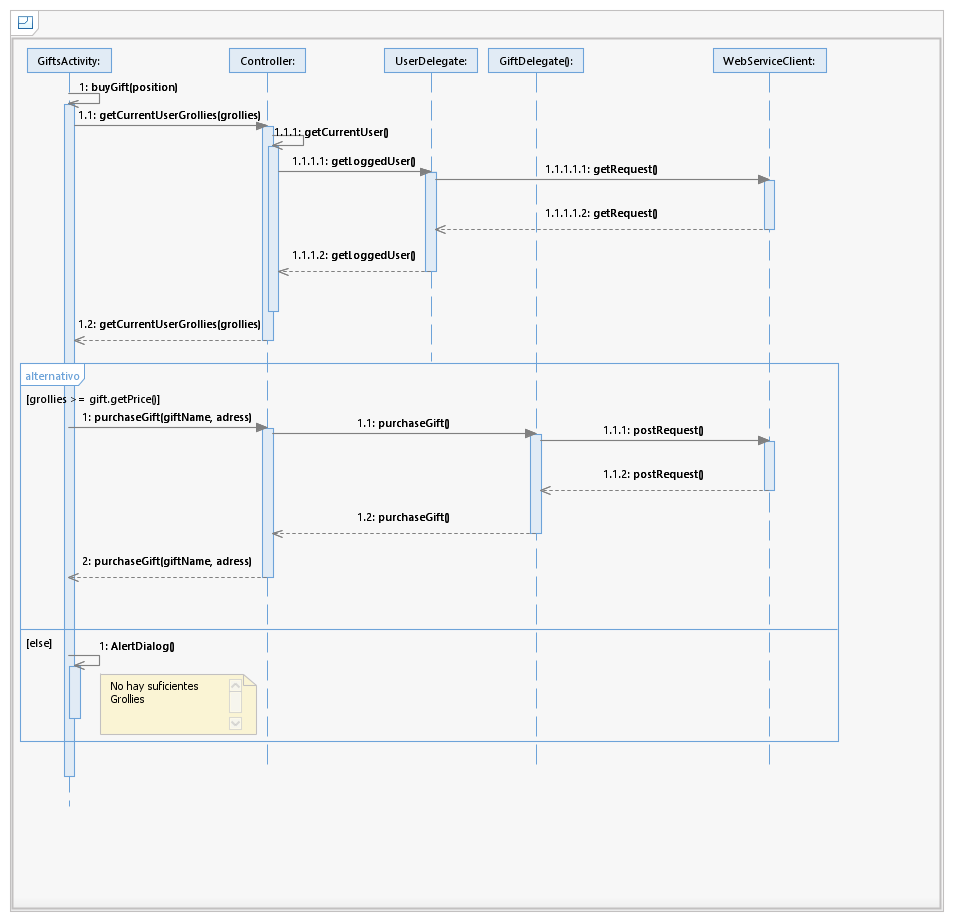 GiftsActivity:
Controller:
UserDelegate:
GiftDelegate():
WebServiceClient:
1: buyGift(position)
1.1: getCurrentUserGrollies(grollies)
1.1.1: getCurrentUser()
1.1.1.1: getLoggedUser()
1.1.1.1.1: getRequest()
1.1.1.1.2: getRequest()
1.1.1.2: getLoggedUser()
1.2: getCurrentUserGrollies(grollies)
alternativo
[grollies >= gift.getPrice()]
1: purchaseGift(giftName, adress)
1.1: purchaseGift()
1.1.1: postRequest()
1.1.2: postRequest()
1.2: purchaseGift()
2: purchaseGift(giftName, adress)
[else]
1: AlertDialog()
No hay suficientes
Grollies